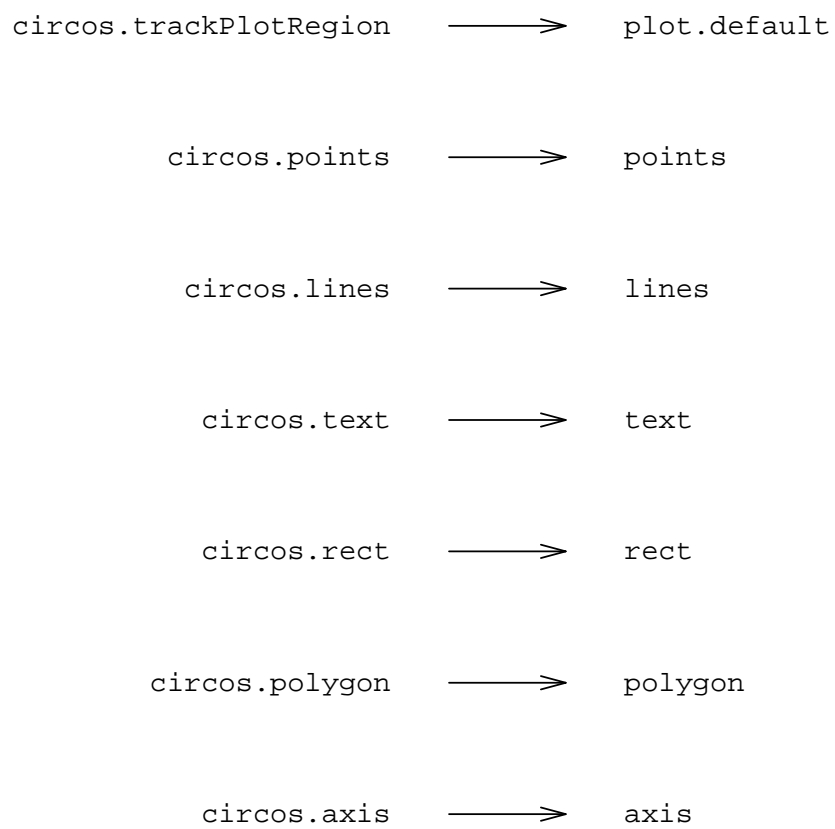 circos.trackPlotRegion plot.default
circos.points points
circos.lines lines
circos.text text
circos.rect rect
circos.polygon polygon
circos.axis axis